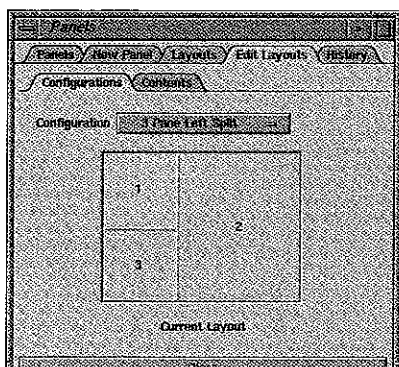 Panels
Panels New Panel Layouts Edit Layouts History
Configurations Contents
Configuration 3 Pane Left Split
1
2
3
Current Layout